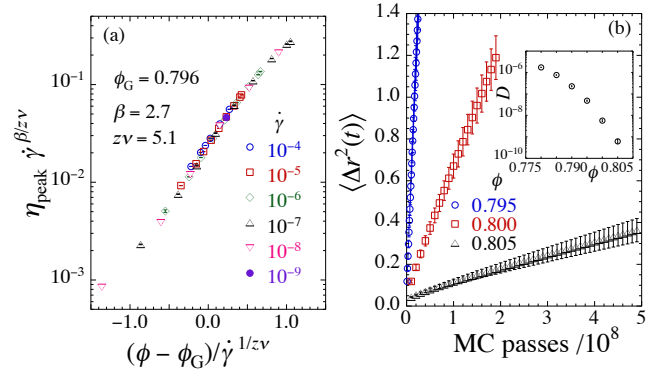 (a)
ϕ_G = 0.796
β = 2.7
zν = 5.1
γ̇
10^-4
10^-5
10^-6
10^-7
10^-8
10^-9
10^-1
10^-2
10^-3
η_peak γ̇^β/zν
-1.0 0.0 1.0
(ϕ − ϕ_G)/γ̇^1/zν
(b)
1.4
1.2
1.0
0.8
0.6
0.4
0.2
0.0
⟨Δr²(t)⟩
10^-6
D
10^-10
0.775 0.790 0.805
ϕ
ϕ
0.795
0.800
0.805
0 1 2 3 4 5
MC passes /10^8